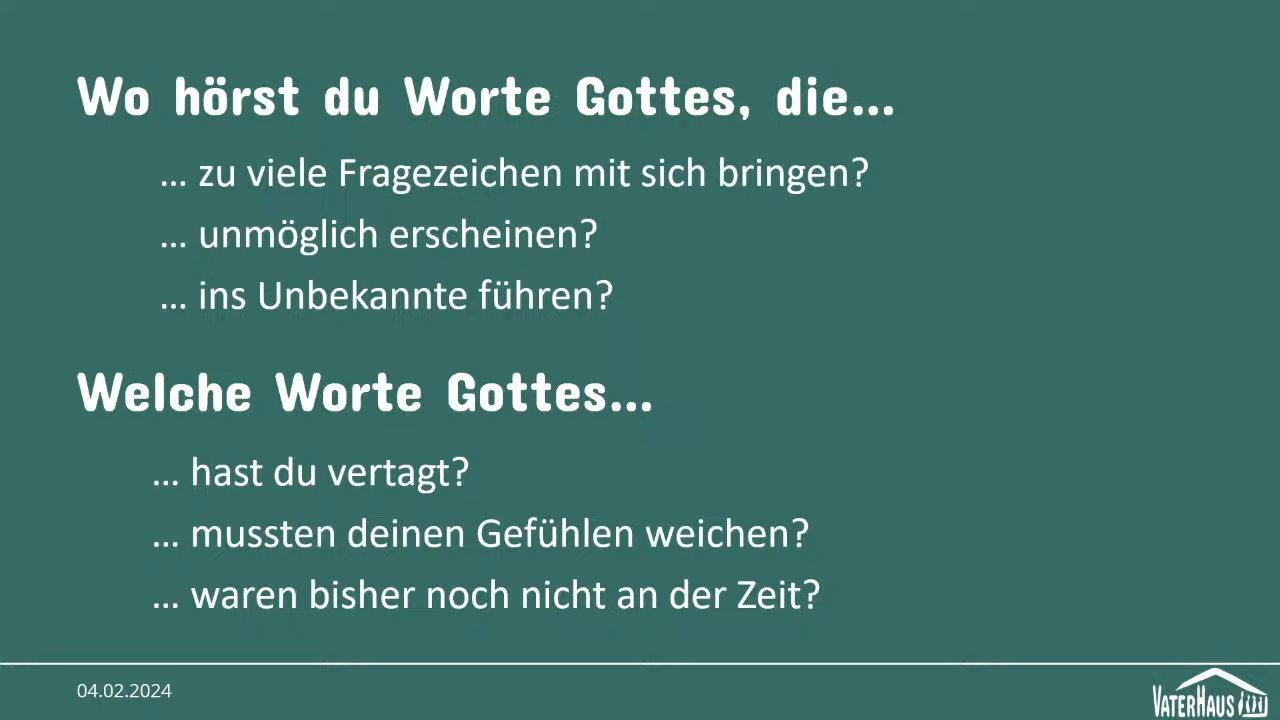 Wo hörst du Worte Gottes, die...
... zu viele Fragezeichen mit sich bringen?
... unmöglich erscheinen?
... ins Unbekannte führen?
Welche Worte Gottes...
... hast du vertagt?
... mussten deinen Gefühlen weichen?
... waren bisher noch nicht an der Zeit?
04.02.2024
VATERHAUS